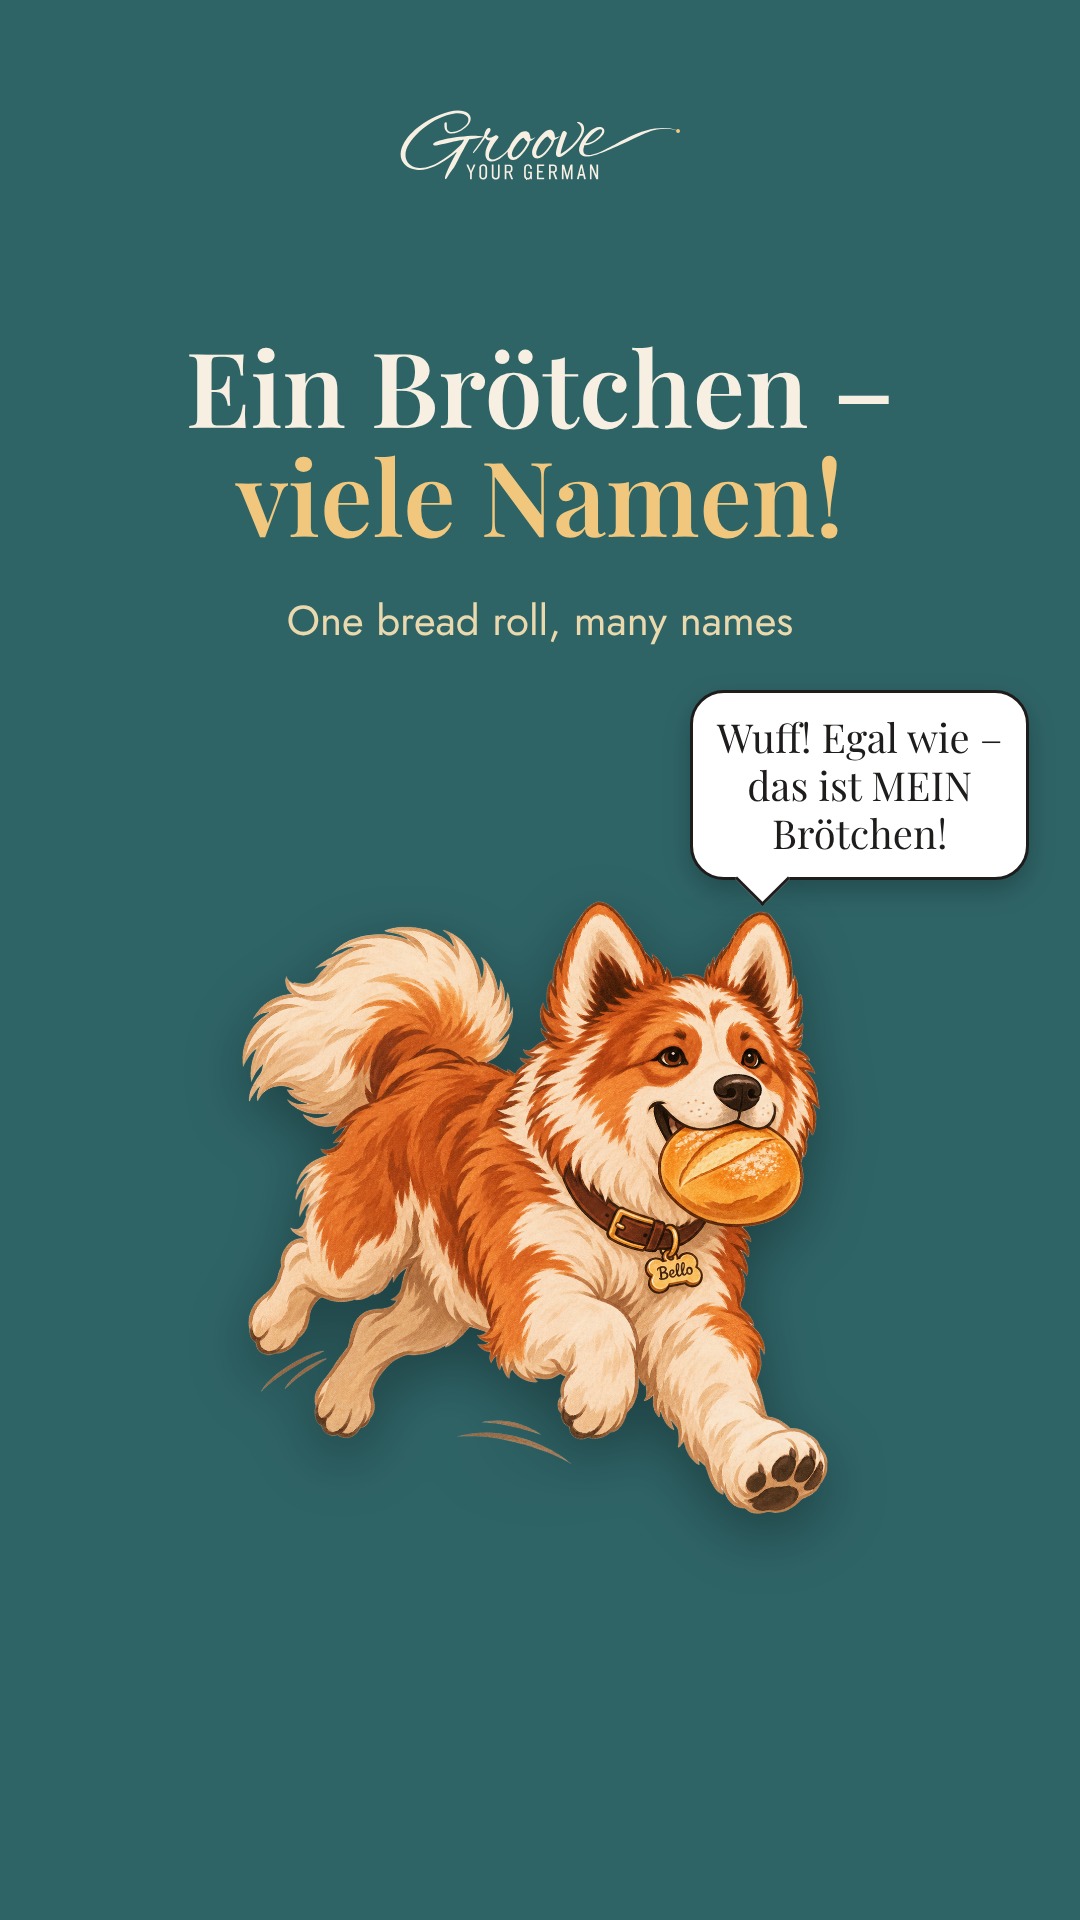 Groove
YOUR GERMAN
Ein Brötchen –
viele Namen!
One bread roll, many names
Wuff! Egal wie –
das ist MEIN
Brötchen!
Bello